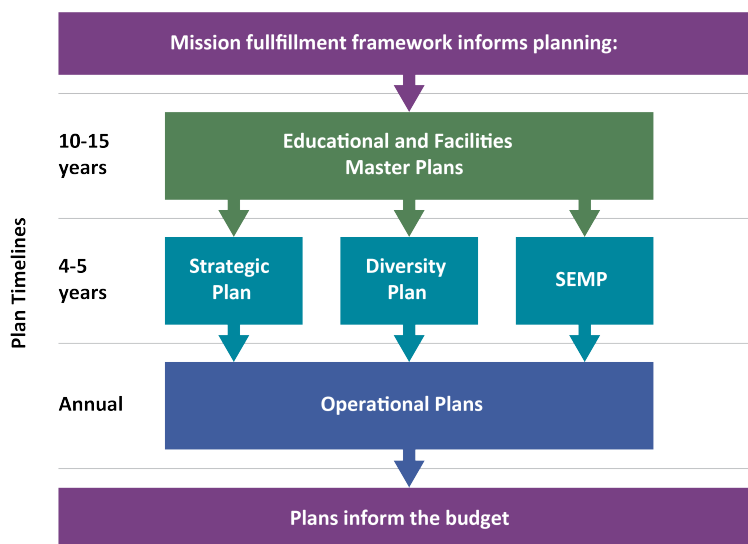 Mission fullfillment framework informs planning:
Plan Timelines
10-15
years
Educational and Facilities
Master Plans
4-5
years
Strategic
Plan
Diversity
Plan
SEMP
Annual
Operational Plans
Plans inform the budget